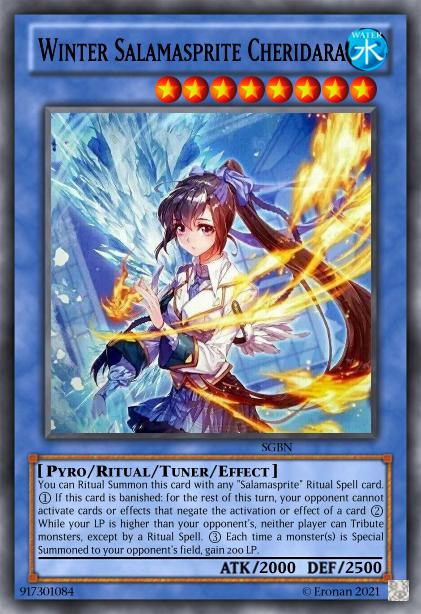 Winter Salamasprite Cheridara
WATER
水
SGBN
[ Pyro/Ritual/Tuner/Effect ]
You can Ritual Summon this card with any "Salamasprite" Ritual Spell card.
① If this card is banished: for the rest of this turn, your opponent cannot
activate cards or effects that negate the activation or effect of a card ②
While your LP is higher than your opponent's, neither player can Tribute
monsters, except by a Ritual Spell. ③ Each time a monster(s) is Special
Summoned to your opponent's field, gain 200 LP.
ATK/2000 DEF/2500
917301084 © Eronan 2021